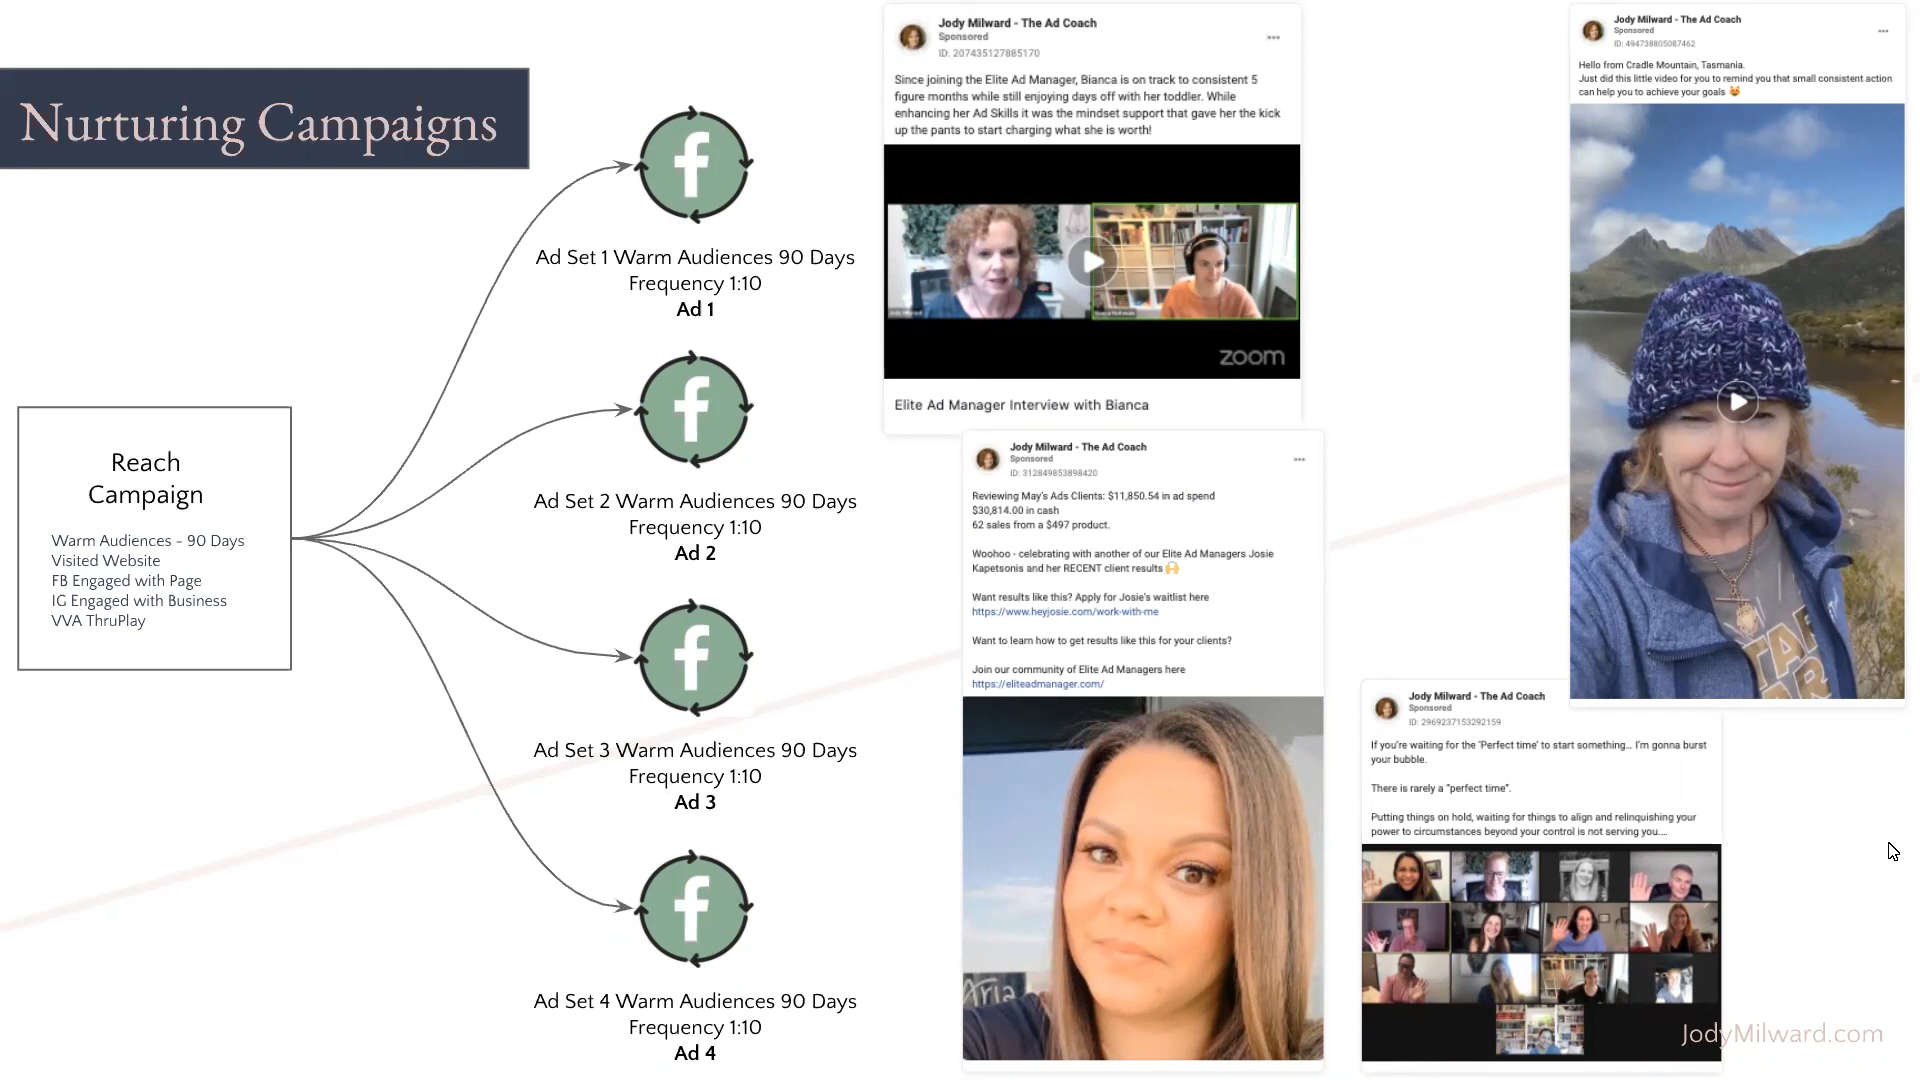 Nurturing Campaigns
Reach
Campaign
Warm Audiences - 90 Days
Visited Website
FB Engaged with Page
IG Engaged with Business
VVA ThruPlay
Ad Set 1 Warm Audiences 90 Days
Frequency 1:10
Ad 1
Ad Set 2 Warm Audiences 90 Days
Frequency 1:10
Ad 2
Ad Set 3 Warm Audiences 90 Days
Frequency 1:10
Ad 3
Ad Set 4 Warm Audiences 90 Days
Frequency 1:10
Ad 4
Jody Milward - The Ad Coach
Sponsored
ID: 207435127885170
Since joining the Elite Ad Manager, Bianca is on track to consistent 5
figure months while still enjoying days off with her toddler. While
enhancing her Ad Skills it was the mindset support that gave her the kick
up the pants to start charging what she is worth!
zoom
Elite Ad Manager Interview with Bianca
Jody Milward - The Ad Coach
Sponsored
ID: 312849853898420
Reviewing May's Ads Clients: $11,850.54 in ad spend
$30,814.00 in cash
62 sales from a $497 product.
Woohoo - celebrating with another of our Elite Ad Managers Josie
Kapetsonis and her RECENT client results 🙌
Want results like this? Apply for Josie's waitlist here
https://www.heyjosie.com/work-with-me
Want to learn how to get results like this for your clients?
Join our community of Elite Ad Managers here
https://eliteadmanager.com/
Aria
Jody Milward - The Ad Coach
Sponsored
ID: 494738805087462
Hello from Cradle Mountain, Tasmania.
Just did this little video for you to remind you that small consistent action
can help you to achieve your goals 😻
Jody Milward - The Ad Coach
Sponsored
ID: 2969237153292159
If you're waiting for the 'Perfect time' to start something... I'm gonna burst
your bubble.
There is rarely a "perfect time".
Putting things on hold, waiting for things to align and relinquishing your
power to circumstances beyond your control is not serving you....
JodyMilward.com